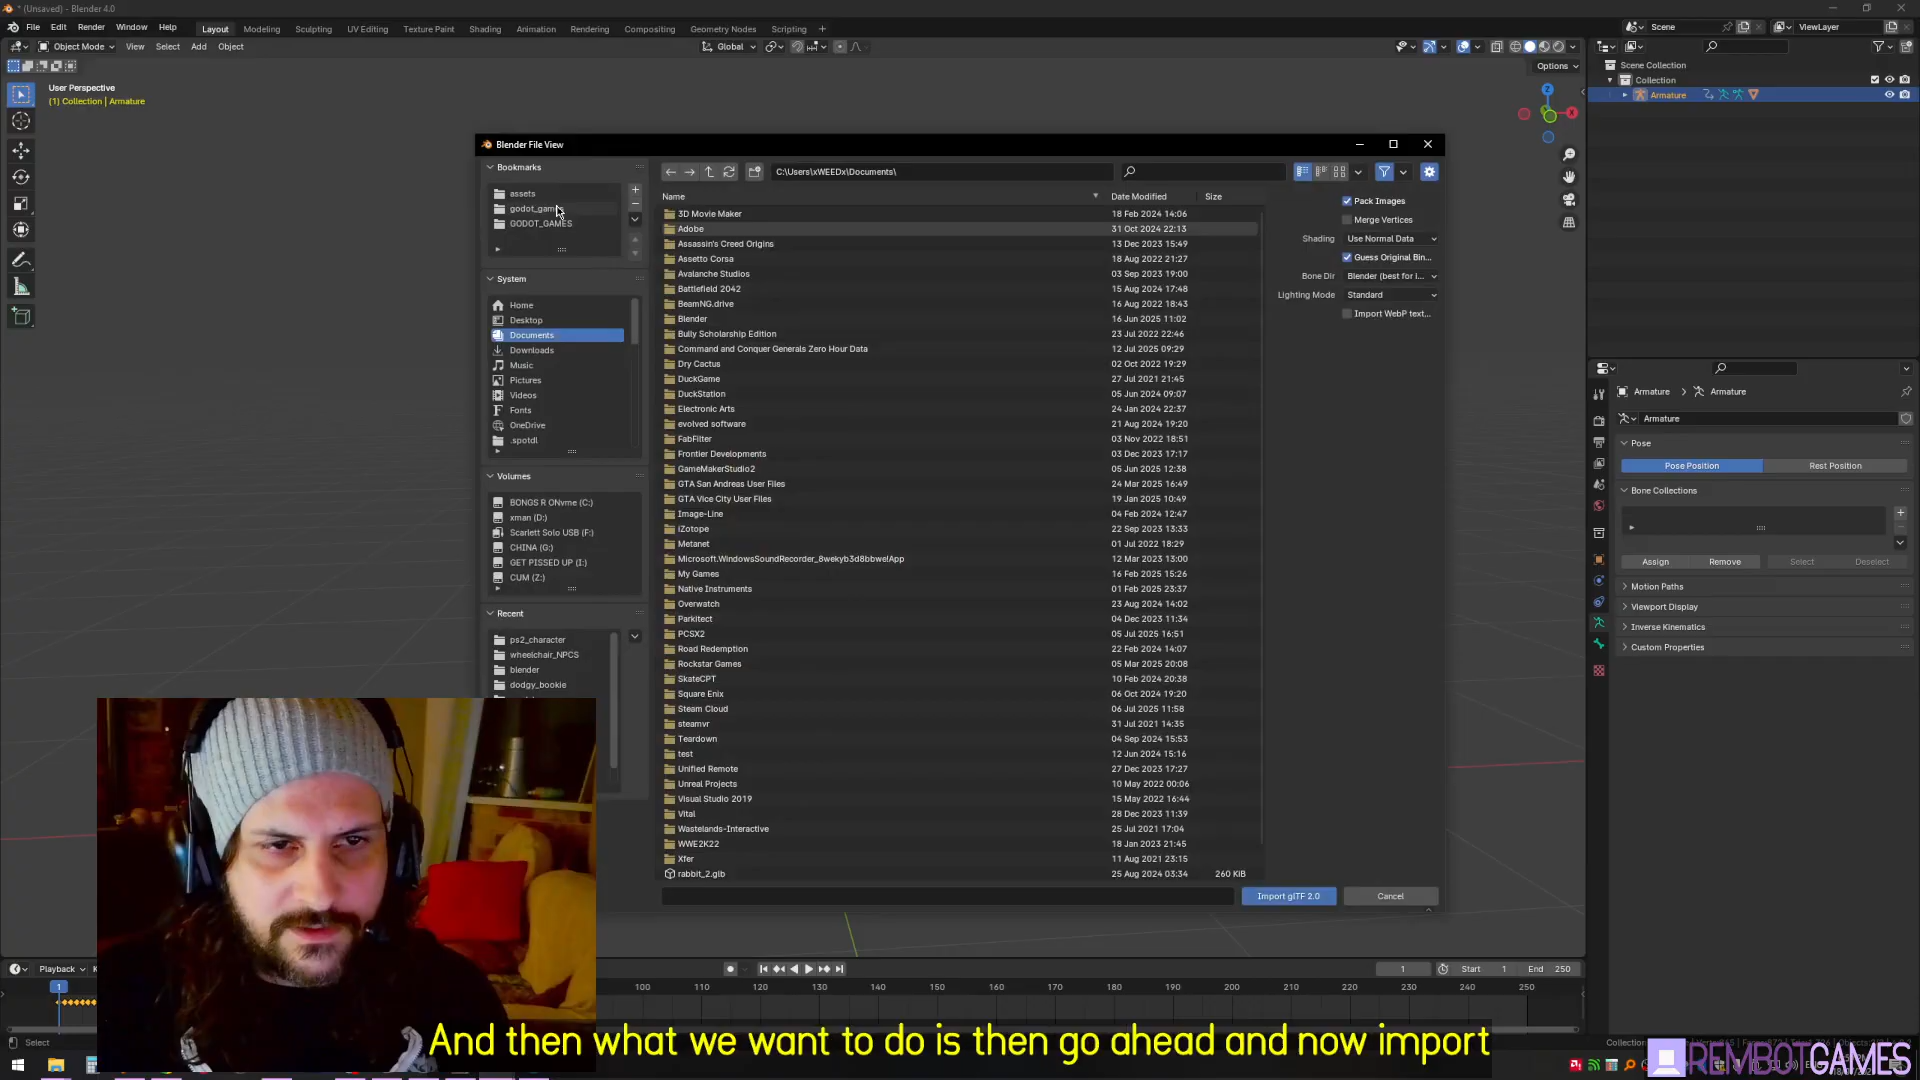 * (Unsaved) - Blender 4.0
File Edit Render Window Help Layout Modeling Sculpting UV Editing Texture Paint Shading Animation Rendering Compositing Geometry Nodes Scripting + Scene ViewLayer
Object Mode View Select Add Object Global
Options
User Perspective
(1) Collection | Armature
Scene Collection
Collection
Armature
Blender File View
Bookmarks
assets
godot_games
GODOT_GAMES
System
Home
Desktop
Documents
Downloads
Music
Pictures
Videos
Fonts
OneDrive
.spotdl
Volumes
BONGS R ONvme (C:)
xman (D:)
Scarlett Solo USB (F:)
CHINA (G:)
GET PISSED UP (I:)
CUM (Z:)
Recent
ps2_character
wheelchair_NPCS
blender
dodgy_bookie
C:\Users\xWEEDx\Documents\
Name Date Modified Size
3D Movie Maker 18 Feb 2024 14:06
Adobe 31 Oct 2024 22:13
Assassin's Creed Origins 13 Dec 2023 15:49
Assetto Corsa 18 Aug 2022 21:27
Avalanche Studios 03 Sep 2023 19:00
Battlefield 2042 15 Aug 2022 17:48
BeamNG.drive 16 Aug 2022 18:43
Blender 16 Jun 2025 11:02
Bully Scholarship Edition 23 Jul 2022 22:46
Command and Conquer Generals Zero Hour Data 12 Jul 2025 09:29
Dry Cactus 02 Oct 2022 19:29
DuckGame 27 Jul 2021 21:45
DuckStation 05 Jun 2024 09:07
Electronic Arts 24 Jan 2024 22:37
evolved software 21 Aug 2024 19:20
FabFilter 03 Nov 2022 18:51
Frontier Developments 03 Dec 2023 17:17
GameMakerStudio2 05 Jun 2025 12:38
GTA San Andreas User Files 24 Mar 2025 16:49
GTA Vice City User Files 19 Jan 2025 10:49
Image-Line 04 Feb 2024 12:47
iZotope 22 Sep 2023 13:33
Metanet 01 Jul 2022 18:29
Microsoft.WindowsSoundRecorder_8wekyb3d8bbwe!App 12 Mar 2023 13:00
My Games 16 Feb 2025 15:26
Native Instruments 01 Feb 2025 23:37
Overwatch 23 Aug 2024 14:02
Parkitect 04 Dec 2023 11:34
PCSX2 05 Jul 2025 16:51
Road Redemption 22 Feb 2024 14:07
Rockstar Games 05 Mar 2025 20:08
SkateCPT 10 Feb 2024 20:38
Square Enix 06 Oct 2024 19:20
Steam Cloud 06 Jul 2025 11:58
steamvr 31 Jul 2021 14:35
Teardown 04 Sep 2024 15:53
test 12 Jun 2024 15:16
Unified Remote 27 Dec 2023 17:27
Unreal Projects 10 May 2022 00:06
Visual Studio 2019 15 May 2022 16:44
Vital 28 Dec 2023 11:39
Wastelands-Interactive 25 Jul 2021 17:04
WWE2K22 18 Jan 2023 21:45
Xfer 11 Aug 2021 23:15
rabbit_2.glb 25 Aug 2024 03:34 260 KiB
Pack Images
Merge Vertices
Shading Use Normal Data
Guess Original Bin...
Bone Dir Blender (best for i...
Lighting Mode Standard
Import WebP text...
Import glTF 2.0 Cancel
Armature > Armature
Armature
Pose
Pose Position Rest Position
Bone Collections
Assign Remove Select Deselect
Motion Paths
Viewport Display
Inverse Kinematics
Custom Properties
Playback 1 Start 1 End 250
1 100 110 120 130 140 150 160 170 180 190 200 210 220 230 240 250
Select
And then what we want to do is then go ahead and now import
REMBOTGAMES